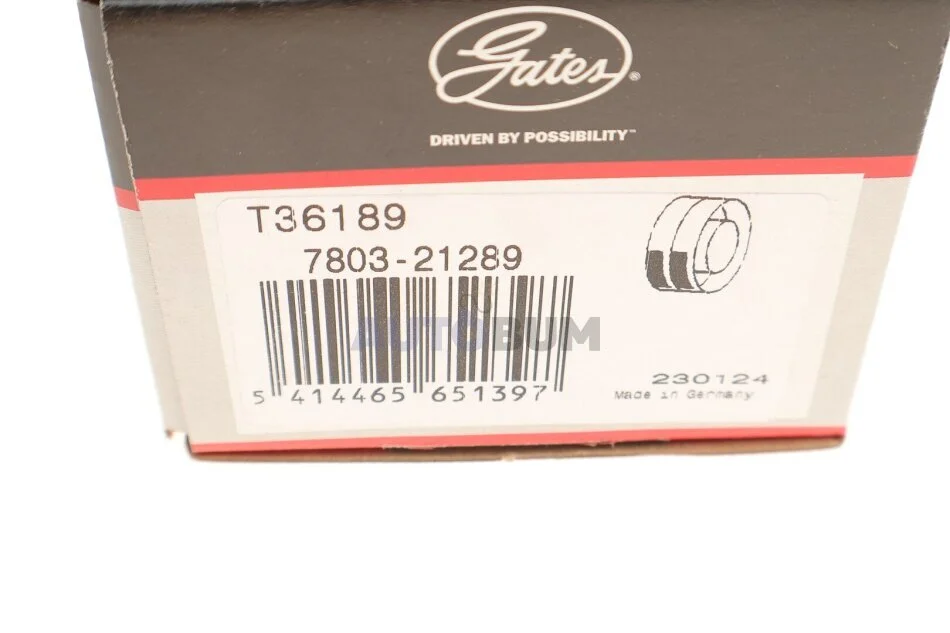 Gates®
DRIVEN BY POSSIBILITY™
T36189
7803-21289
AUTOBUM
5 414465 651397
230124
Made in Germany